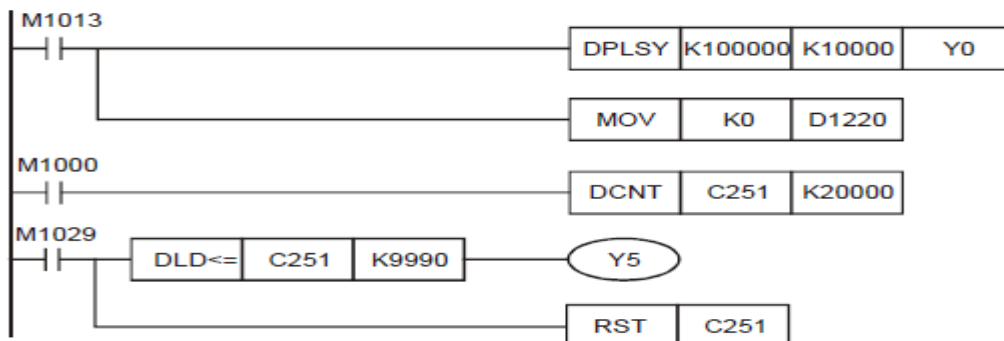 M1013
DPLSY K100000 K10000 Y0
MOV K0 D1220
M1000
DCNT C251 K20000
M1029
DLD<= C251 K9990 Y5
RST C251